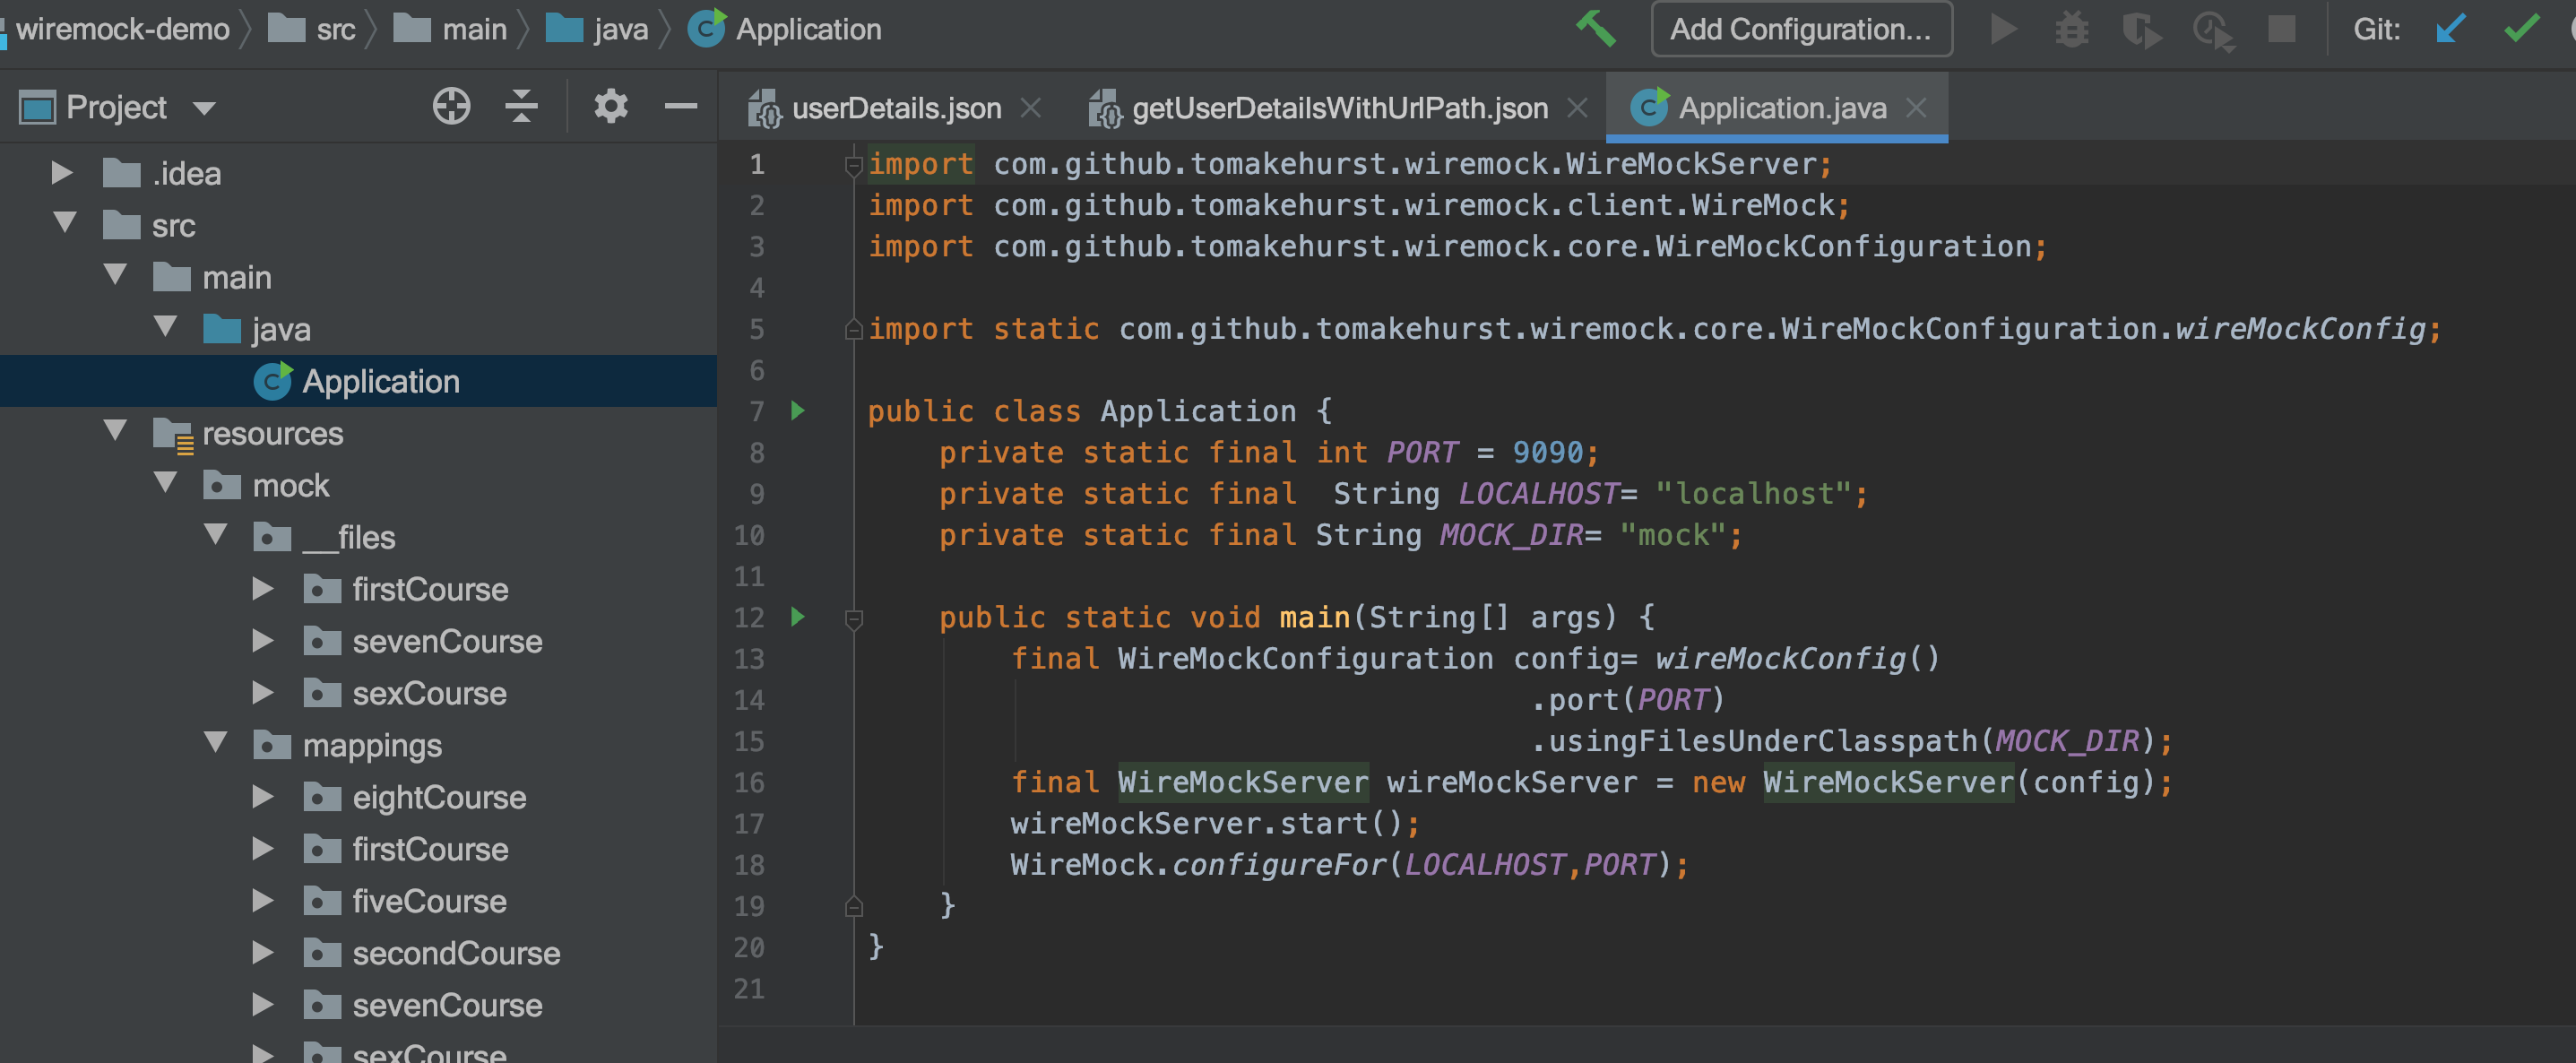 wiremock-demo src main java Application Add Configuration... Git:
Project
.idea
src
main
java
Application
resources
mock
__files
firstCourse
sevenCourse
sexCourse
mappings
eightCourse
firstCourse
fiveCourse
secondCourse
sevenCourse
sexCourse
userDetails.json getUserDetailsWithUrlPath.json Application.java
1 import com.github.tomakehurst.wiremock.WireMockServer;
2 import com.github.tomakehurst.wiremock.client.WireMock;
3 import com.github.tomakehurst.wiremock.core.WireMockConfiguration;
4
5 import static com.github.tomakehurst.wiremock.core.WireMockConfiguration.wireMockConfig;
6
7 public class Application {
8     private static final int PORT = 9090;
9     private static final  String LOCALHOST= "localhost";
10     private static final String MOCK_DIR= "mock";
11
12     public static void main(String[] args) {
13         final WireMockConfiguration config= wireMockConfig()
14                                      .port(PORT)
15                                      .usingFilesUnderClasspath(MOCK_DIR);
16         final WireMockServer wireMockServer = new WireMockServer(config);
17         wireMockServer.start();
18         WireMock.configureFor(LOCALHOST,PORT);
19     }
20 }
21